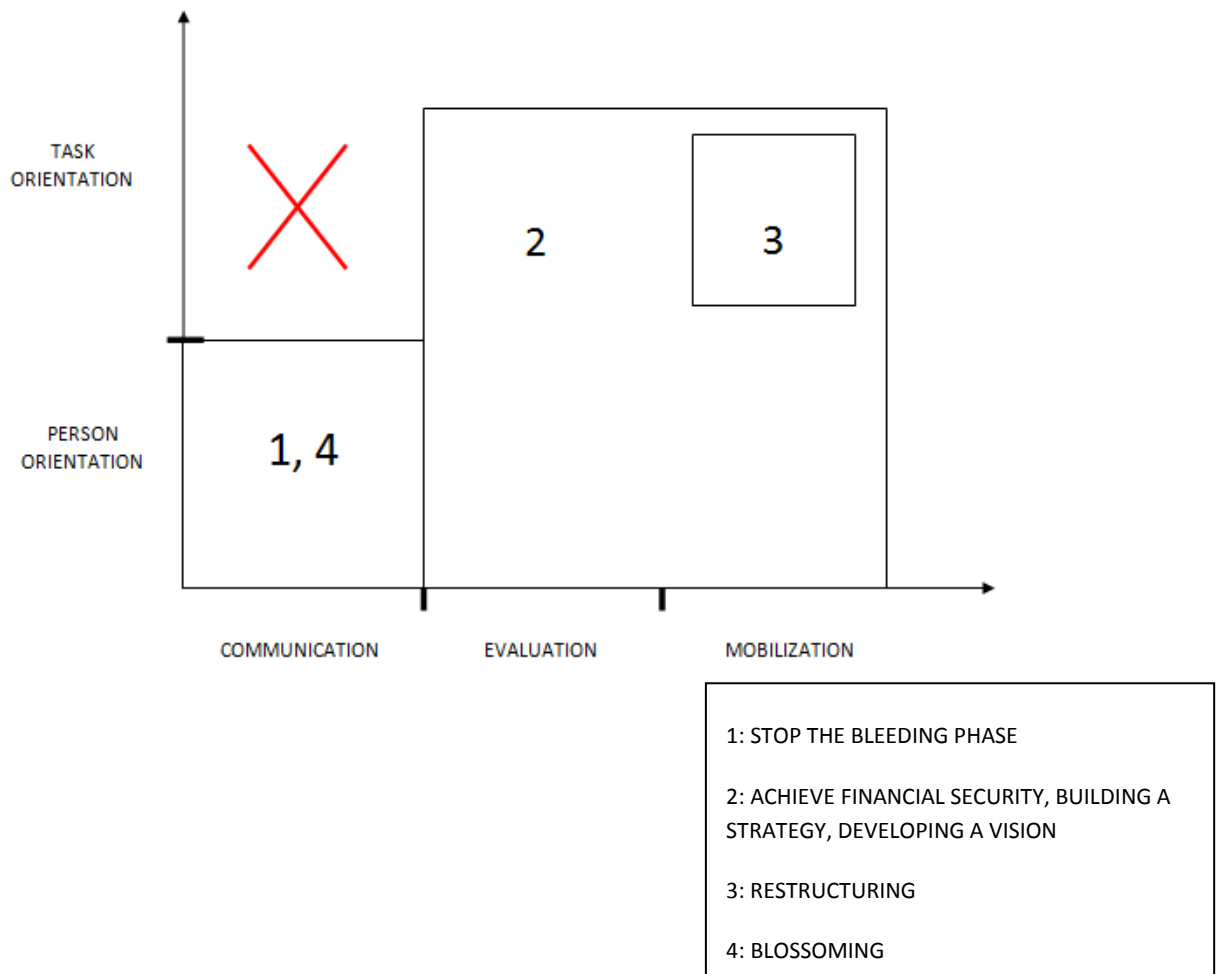 TASK
ORIENTATION
2
3
PERSON
ORIENTATION
1, 4
COMMUNICATION
EVALUATION
MOBILIZATION
1: STOP THE BLEEDING PHASE
2: ACHIEVE FINANCIAL SECURITY, BUILDING A
STRATEGY, DEVELOPING A VISION
3: RESTRUCTURING
4: BLOSSOMING